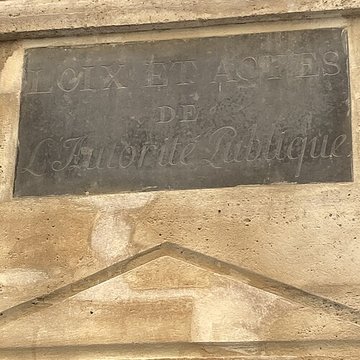 LOIX ET ACTES
DE
L'Autorité Publique